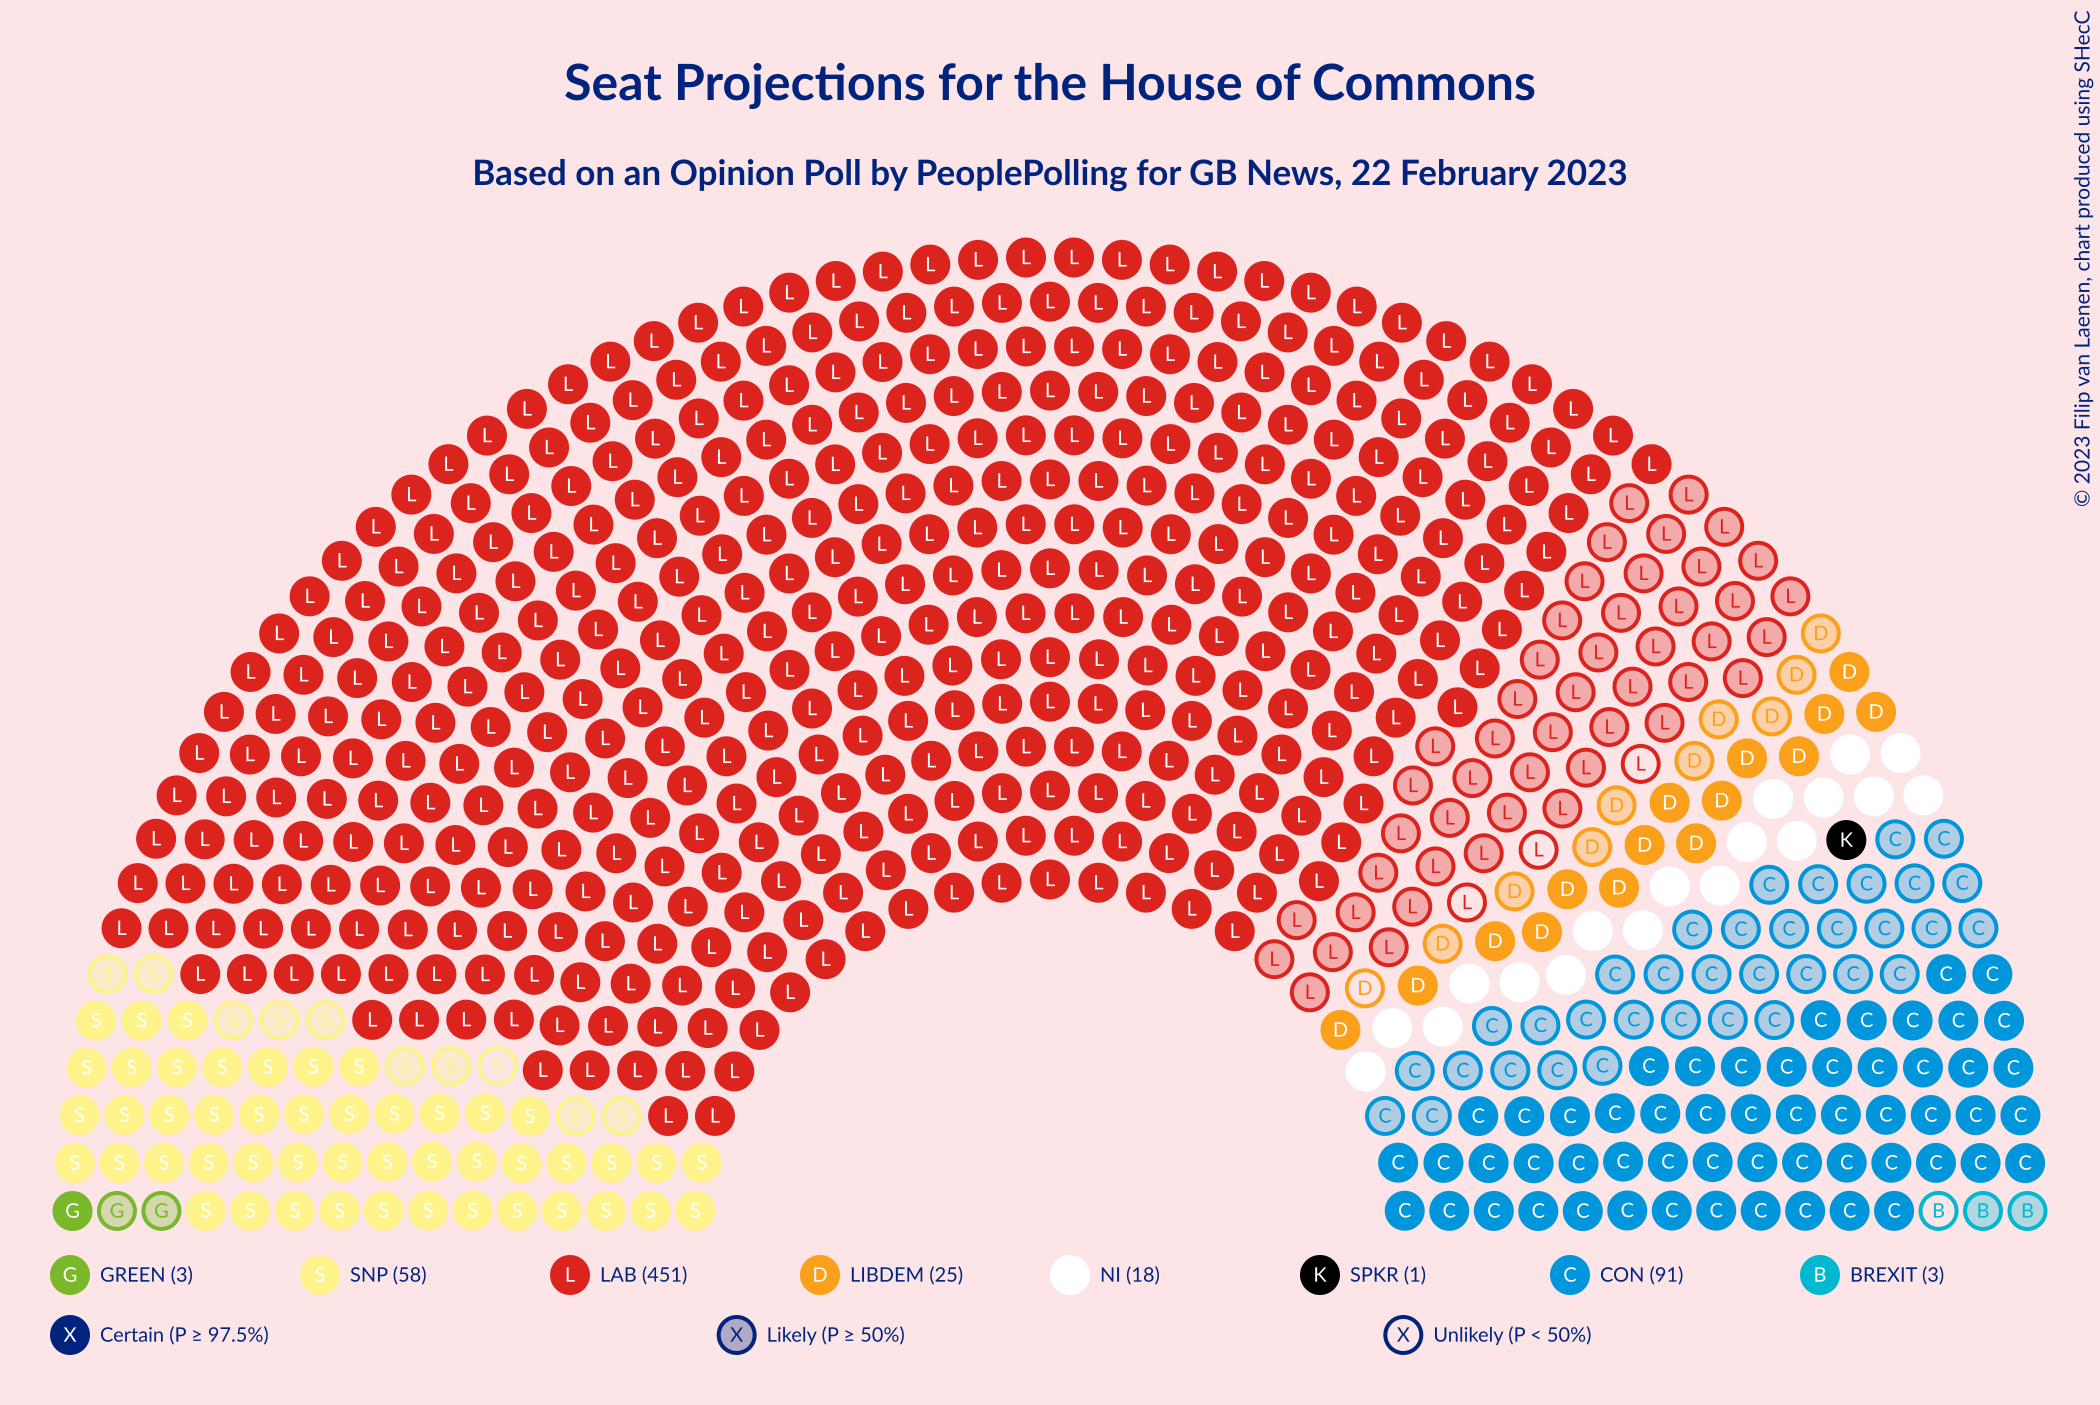 Seat Projections for the House of Commons
Based on an Opinion Poll by PeoplePolling for GB News, 22 February 2023
© 2023 Filip van Laenen, chart produced using SHecC
G GREEN (3) S SNP (58) L LAB (451) D LIBDEM (25) NI (18) K SPKR (1) C CON (91) B BREXIT (3)
X Certain (P ≥ 97.5%) X Likely (P ≥ 50%) X Unlikely (P < 50%)